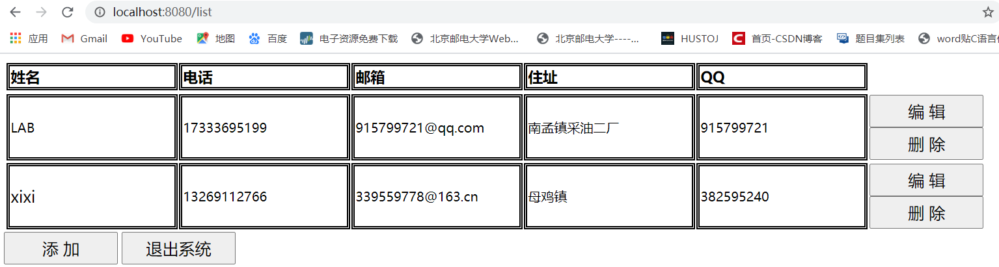 localhost:8080/list
应用 Gmail YouTube 地图 百度 电子资源免费下载 北京邮电大学Web... 北京邮电大学----... HUSTOJ 首页-CSDN博客 题目集列表 word贴C语言
姓名 电话 邮箱 住址 QQ
LAB 17333695199 915799721@qq.com 南孟镇采油二厂 915799721 编 辑
删 除
xixi 13269112766 339559778@163.cn 母鸡镇 382595240 编 辑
删 除
添 加 退出系统